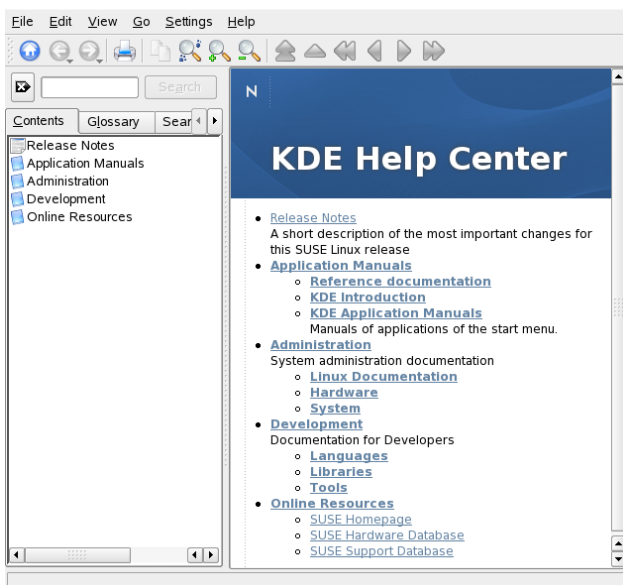 File Edit View Go Settings Help
Search
Contents Glossary Sear
Release Notes
Application Manuals
Administration
Development
Online Resources
N
KDE Help Center
Release Notes
A short description of the most important changes for
this SUSE Linux release
Application Manuals
Reference documentation
KDE Introduction
KDE Application Manuals
Manuals of applications of the start menu.
Administration
System administration documentation
Linux Documentation
Hardware
System
Development
Documentation for Developers
Languages
Libraries
Tools
Online Resources
SUSE Homepage
SUSE Hardware Database
SUSE Support Database